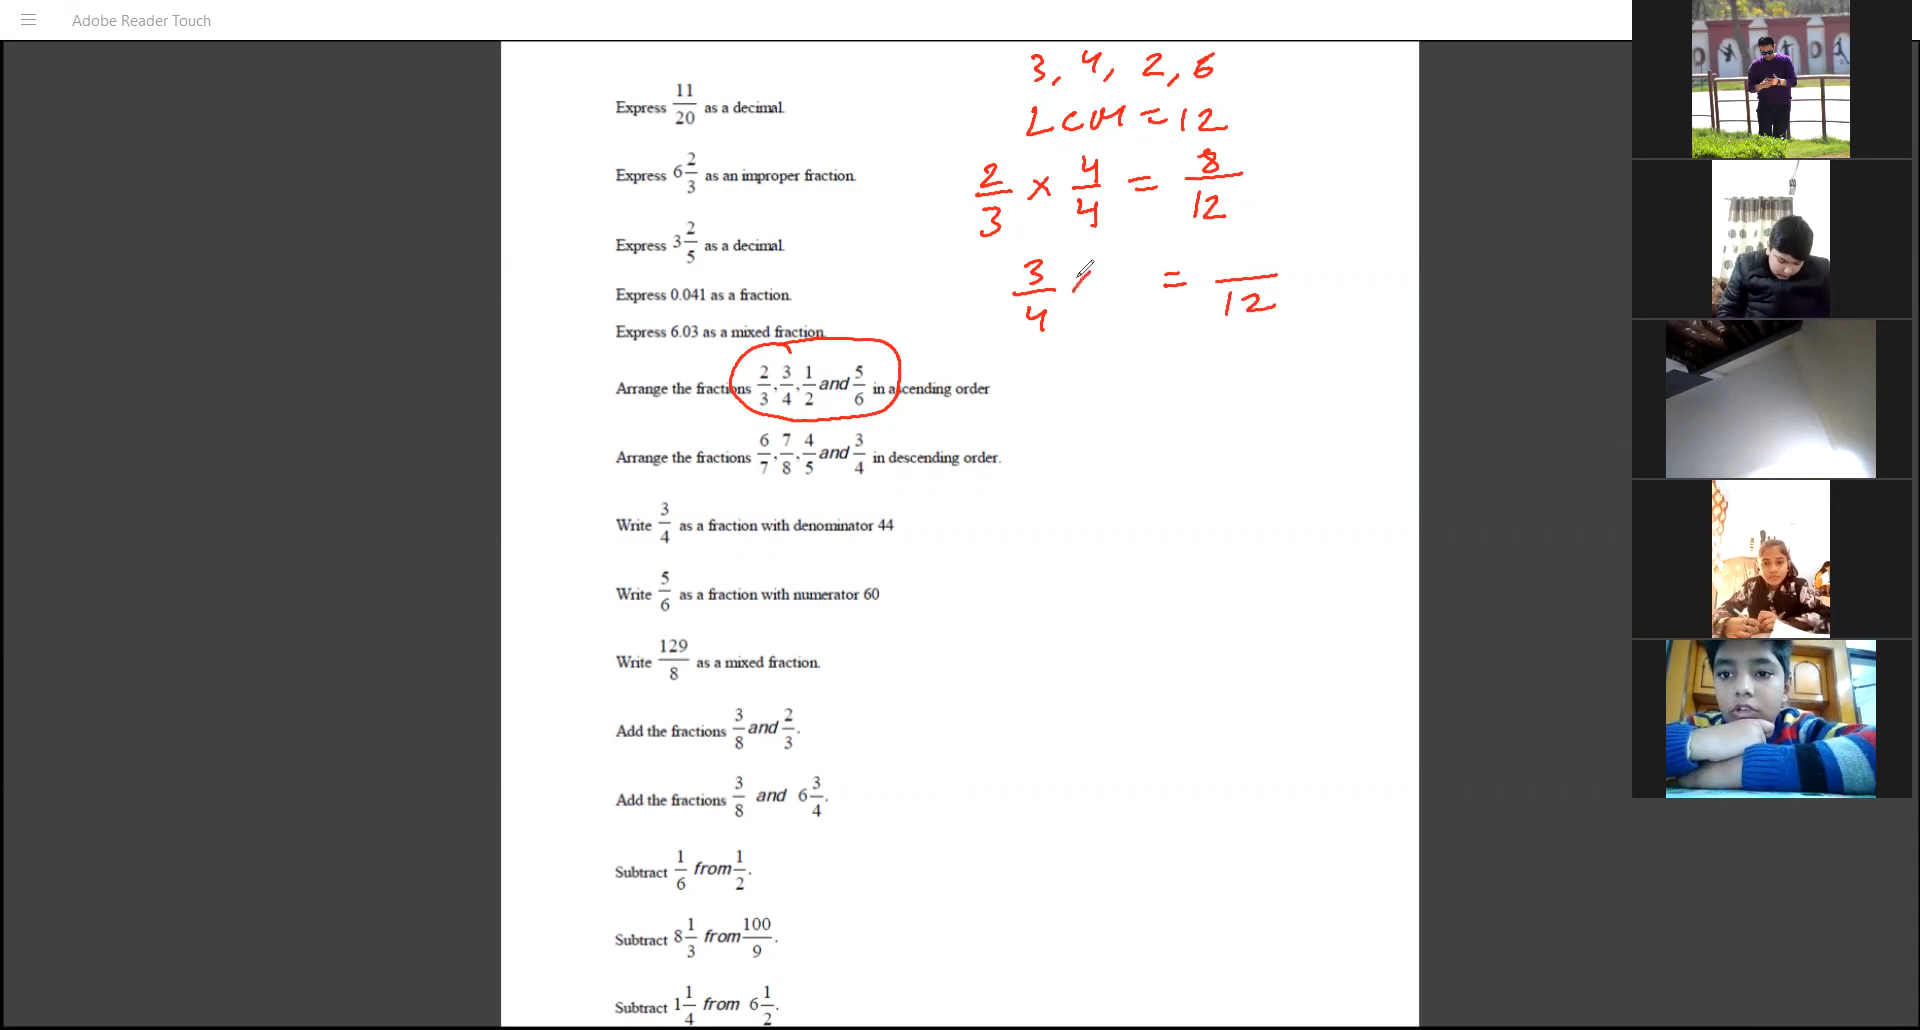 Adobe Reader Touch
3, 4, 2, 6
LCM = 12
2/3 × 4/4 = 8/12
3/4 = /12
Express 11/20 as a decimal.
Express 6 2/3 as an improper fraction.
Express 3 2/5 as a decimal.
Express 0.041 as a fraction.
Express 6.03 as a mixed fraction.
Arrange the fractions 2/3, 3/4, 1/2 and 5/6 in ascending order
Arrange the fractions 6/7, 7/8, 4/5 and 3/4 in descending order.
Write 3/4 as a fraction with denominator 44
Write 5/6 as a fraction with numerator 60
Write 129/8 as a mixed fraction.
Add the fractions 3/8 and 2/3.
Add the fractions 3/8 and 6 3/4.
Subtract 1/6 from 1/2.
Subtract 8 1/3 from 100/9.
Subtract 1 1/4 from 6 1/2.